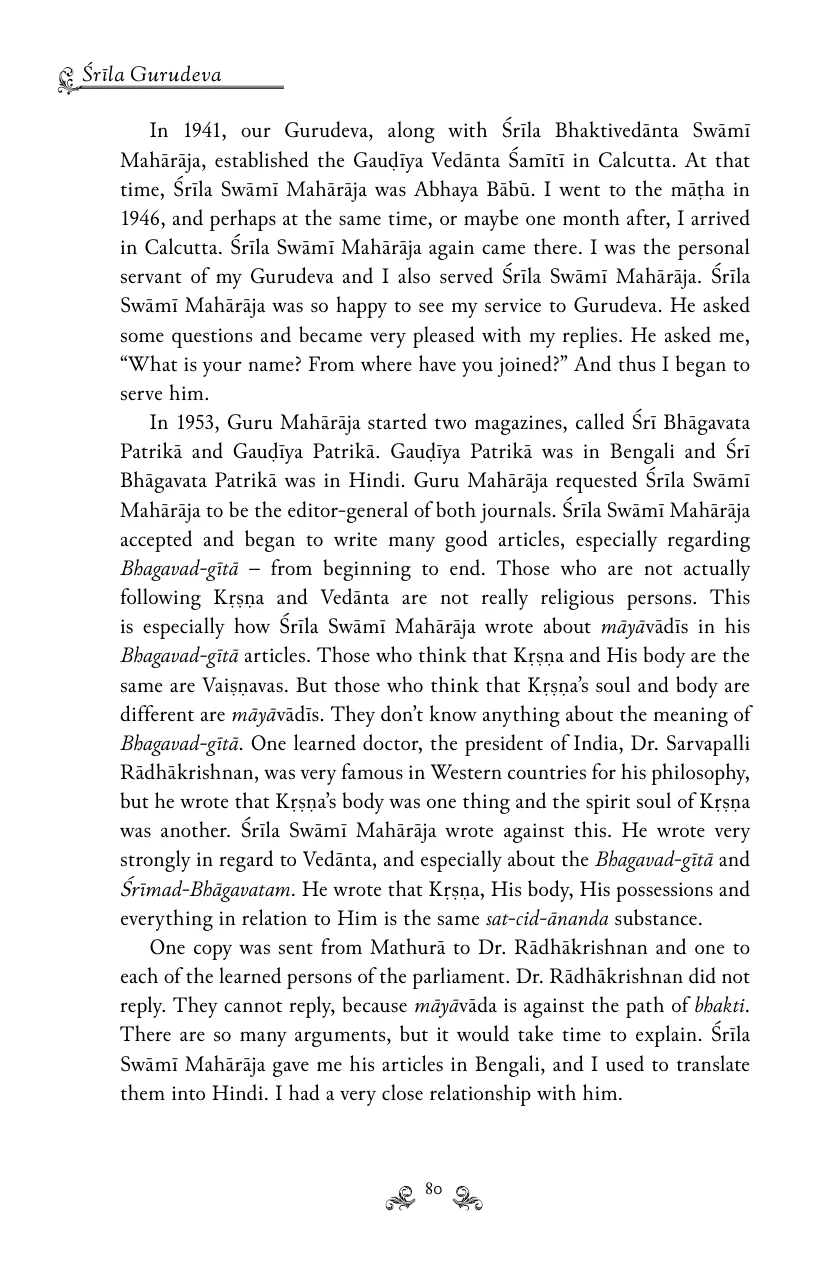 Śrīla Gurudeva
In 1941, our Gurudeva, along with Śrīla Bhaktivedānta Swāmī
Mahārāja, established the Gauḍīya Vedānta Śamītī in Calcutta. At that
time, Śrīla Swāmī Mahārāja was Abhaya Bābū. I went to the māṭha in
1946, and perhaps at the same time, or maybe one month after, I arrived
in Calcutta. Śrīla Swāmī Mahārāja again came there. I was the personal
servant of my Gurudeva and I also served Śrīla Swāmī Mahārāja. Śrīla
Swāmī Mahārāja was so happy to see my service to Gurudeva. He asked
some questions and became very pleased with my replies. He asked me,
“What is your name? From where have you joined?” And thus I began to
serve him.
In 1953, Guru Mahārāja started two magazines, called Śrī Bhāgavata
Patrikā and Gauḍīya Patrikā. Gauḍīya Patrikā was in Bengali and Śrī
Bhāgavata Patrikā was in Hindi. Guru Mahārāja requested Śrīla Swāmī
Mahārāja to be the editor-general of both journals. Śrīla Swāmī Mahārāja
accepted and began to write many good articles, especially regarding
Bhagavad-gītā – from beginning to end. Those who are not actually
following Kṛṣṇa and Vedānta are not really religious persons. This
is especially how Śrīla Swāmī Mahārāja wrote about māyāvādīs in his
Bhagavad-gītā articles. Those who think that Kṛṣṇa and His body are the
same are Vaiṣṇavas. But those who think that Kṛṣṇa’s soul and body are
different are māyāvādīs. They don’t know anything about the meaning of
Bhagavad-gītā. One learned doctor, the president of India, Dr. Sarvapalli
Rādhākrishnan, was very famous in Western countries for his philosophy,
but he wrote that Kṛṣṇa’s body was one thing and the spirit soul of Kṛṣṇa
was another. Śrīla Swāmī Mahārāja wrote against this. He wrote very
strongly in regard to Vedānta, and especially about the Bhagavad-gītā and
Śrīmad-Bhāgavatam. He wrote that Kṛṣṇa, His body, His possessions and
everything in relation to Him is the same sat-cid-ānanda substance.
One copy was sent from Mathurā to Dr. Rādhākrishnan and one to
each of the learned persons of the parliament. Dr. Rādhākrishnan did not
reply. They cannot reply, because māyāvāda is against the path of bhakti.
There are so many arguments, but it would take time to explain. Śrīla
Swāmī Mahārāja gave me his articles in Bengali, and I used to translate
them into Hindi. I had a very close relationship with him.
80